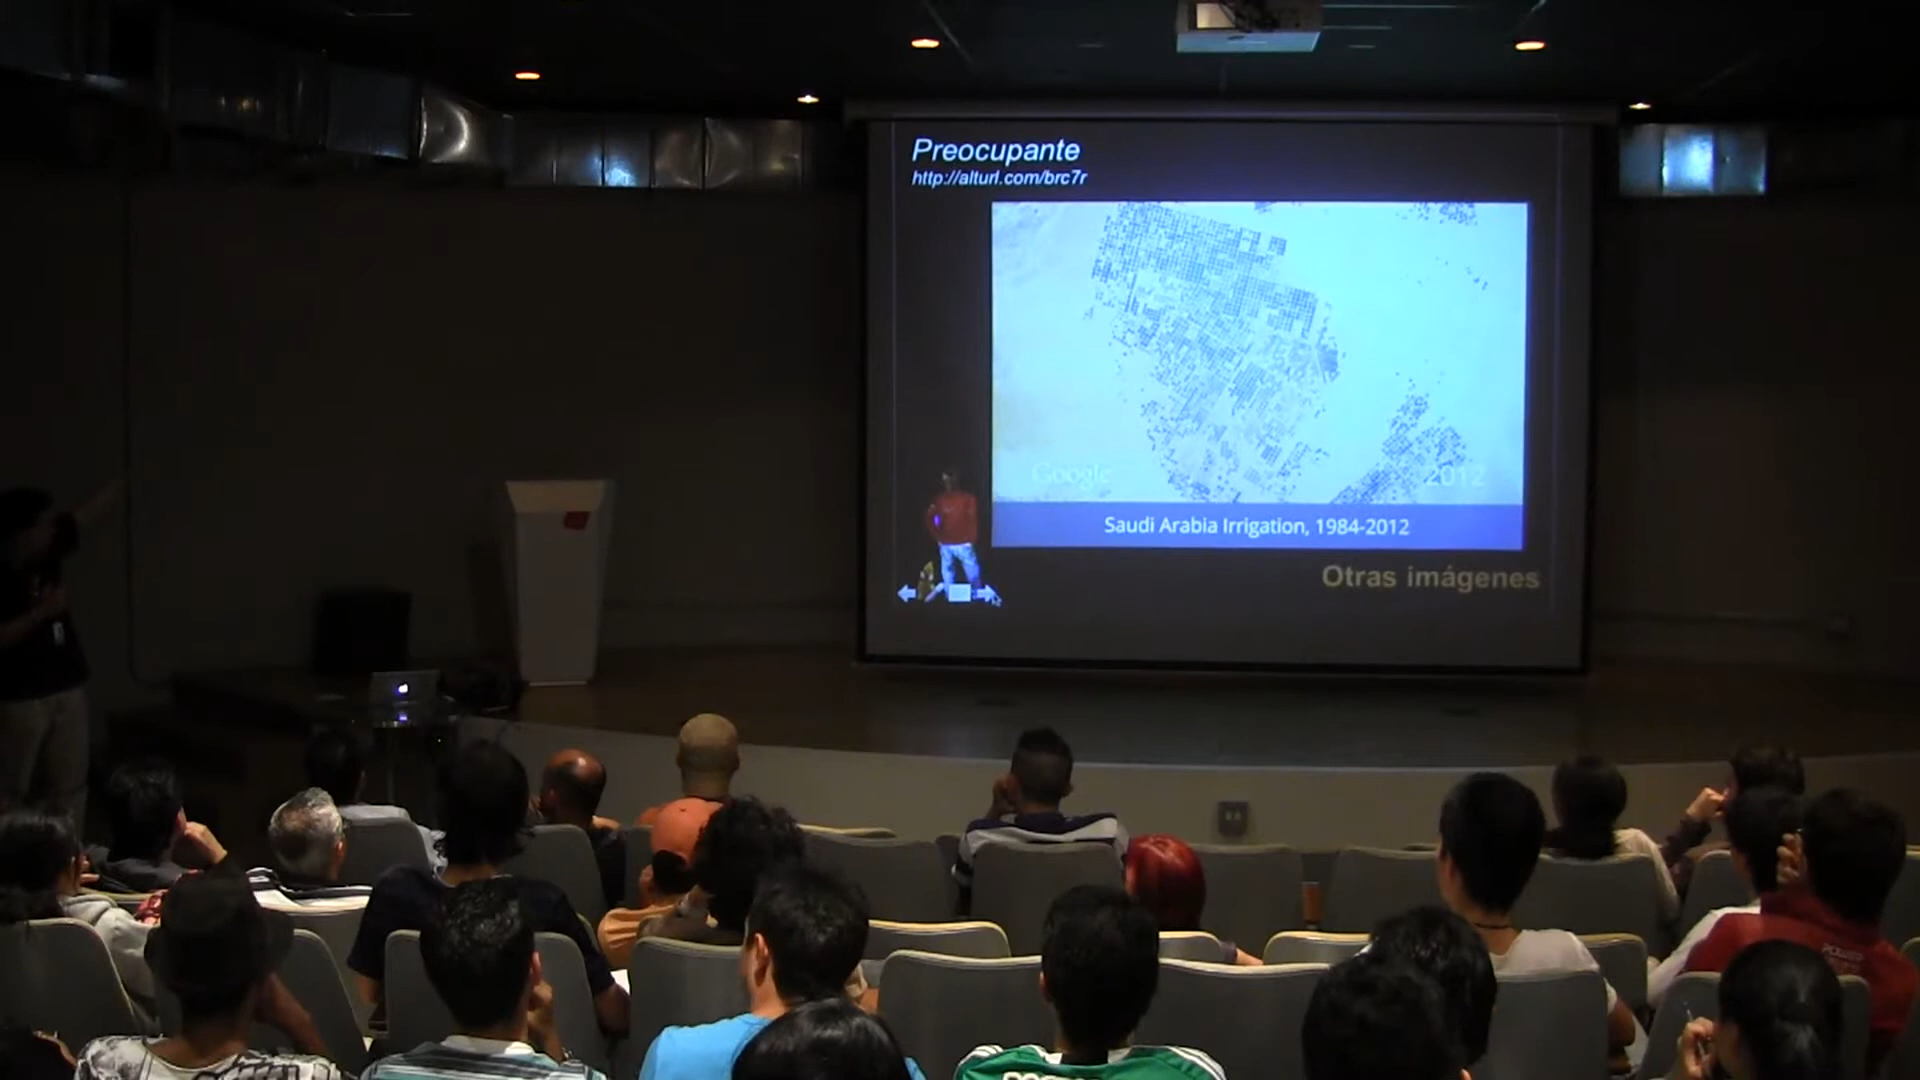 Preocupante
http://alturl.com/brc7r
Google
2012
Saudi Arabia Irrigation, 1984-2012
Otras imágenes